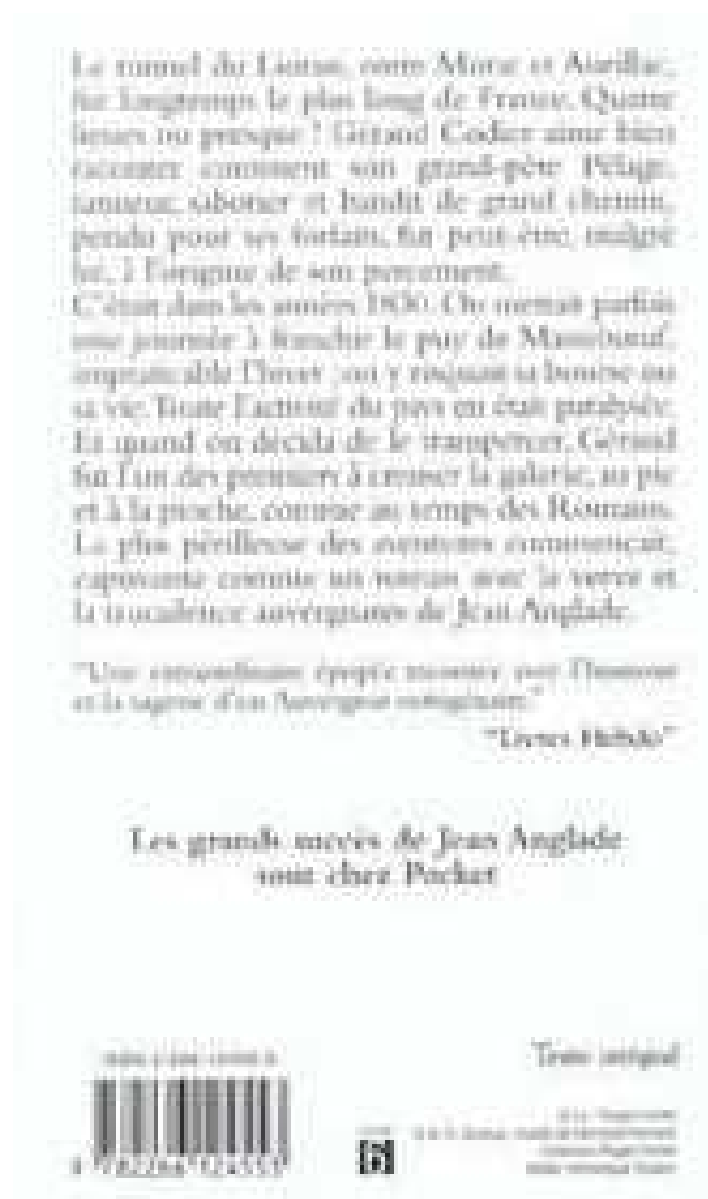 Le tunnel du Lioran, entre Murat et Aurillac,
fut longtemps le plus long de France. Quatre
lieues ou presque ! Géraud Codier aime bien
raconter comment son grand-père Pélage,
tanneur, sabotier et bandit de grand chemin,
pendu pour ses forfaits, fut peut-être, malgré
lui, à l'origine de son percement.
C'était dans les années 1830. On mettait parfois
une journée à franchir le puy de Massebœuf,
impraticable l'hiver ; on y risquait sa bourse ou
sa vie. Toute l'activité du pays en était paralysée.
Et quand on décida de le transpercer, Géraud
fut l'un des premiers à creuser la galerie, au pic
et à la pioche, comme au temps des Romains.
La plus périlleuse des aventures commençait,
captivante comme un roman avec la verve et
la truculence auvergnates de Jean Anglade.
"Une extraordinaire épopée racontée avec l'humour
et la sagesse d'un Auvergnat octogénaire."
"Livres Hebdo"
Les grands succès de Jean Anglade
sont chez Pocket
Texte intégral
ISBN